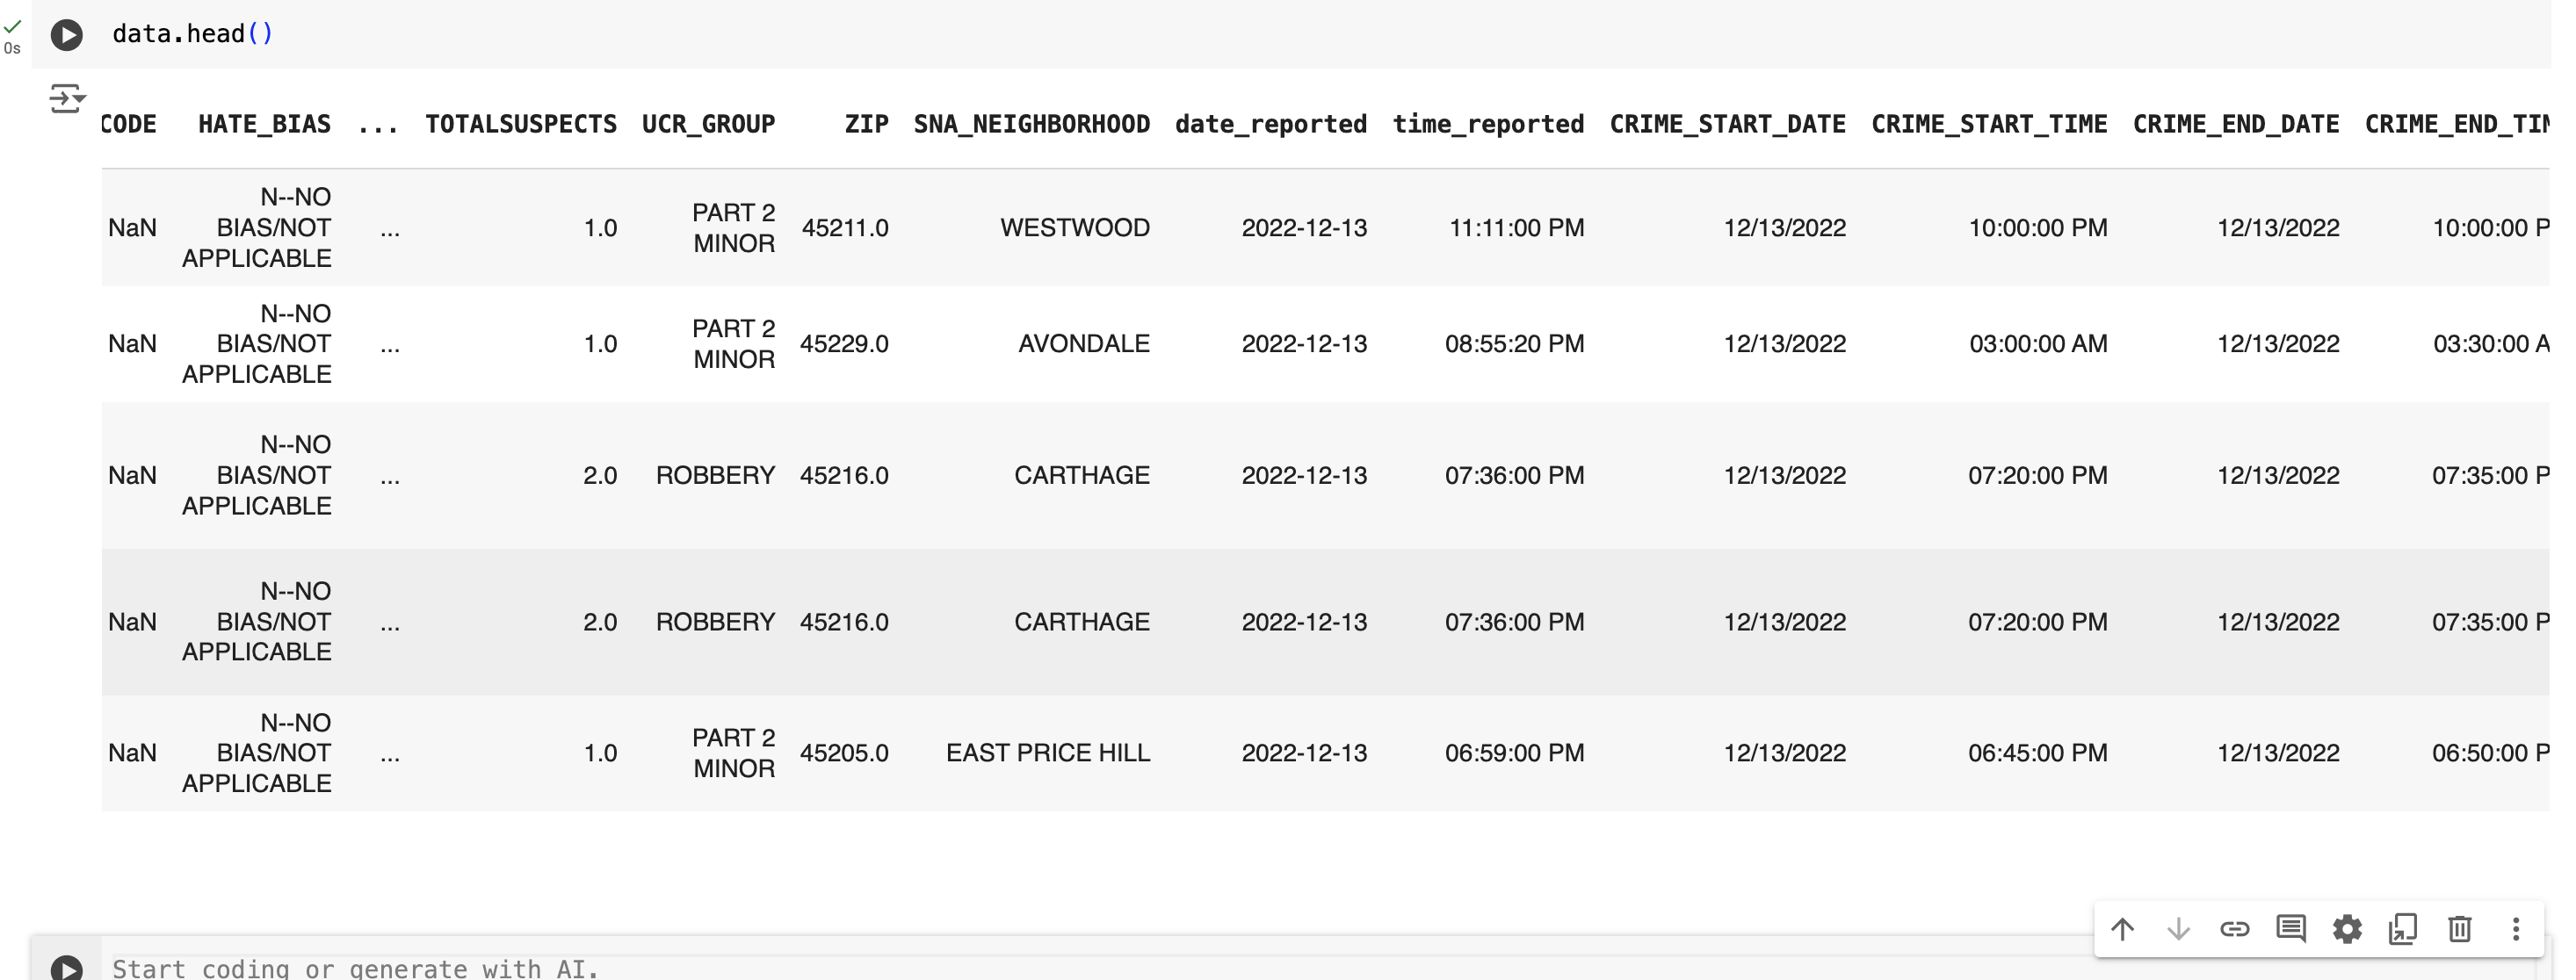 0s
data.head()
CODE HATE_BIAS ... TOTALSUSPECTS UCR_GROUP ZIP SNA_NEIGHBORHOOD date_reported time_reported CRIME_START_DATE CRIME_START_TIME CRIME_END_DATE CRIME_END_TIM
NaN N--NO BIAS/NOT APPLICABLE ... 1.0 PART 2 MINOR 45211.0 WESTWOOD 2022-12-13 11:11:00 PM 12/13/2022 10:00:00 PM 12/13/2022 10:00:00 P
NaN N--NO BIAS/NOT APPLICABLE ... 1.0 PART 2 MINOR 45229.0 AVONDALE 2022-12-13 08:55:20 PM 12/13/2022 03:00:00 AM 12/13/2022 03:30:00 A
NaN N--NO BIAS/NOT APPLICABLE ... 2.0 ROBBERY 45216.0 CARTHAGE 2022-12-13 07:36:00 PM 12/13/2022 07:20:00 PM 12/13/2022 07:35:00 P
NaN N--NO BIAS/NOT APPLICABLE ... 2.0 ROBBERY 45216.0 CARTHAGE 2022-12-13 07:36:00 PM 12/13/2022 07:20:00 PM 12/13/2022 07:35:00 P
NaN N--NO BIAS/NOT APPLICABLE ... 1.0 PART 2 MINOR 45205.0 EAST PRICE HILL 2022-12-13 06:59:00 PM 12/13/2022 06:45:00 PM 12/13/2022 06:50:00 P
Start coding or generate with AI.